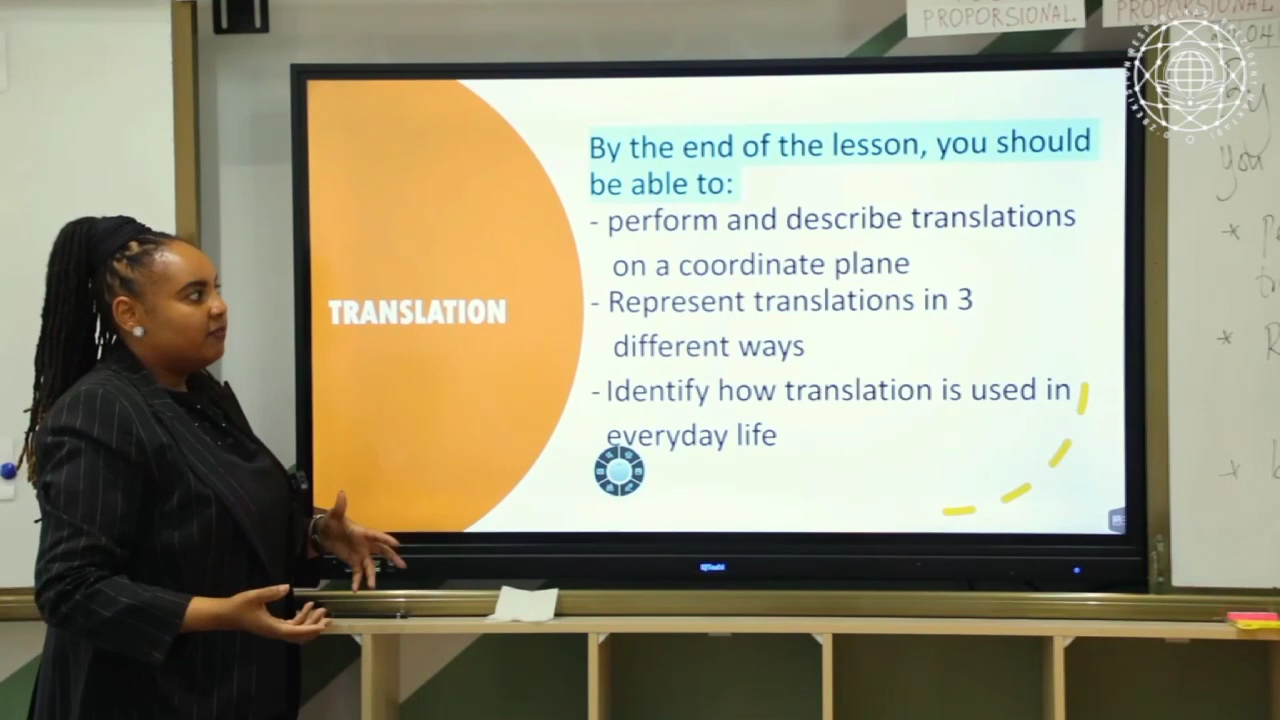 PROPORSIONAL
PROPORSIONAL
By the end of the lesson, you should
be able to:
- perform and describe translations
on a coordinate plane
- Represent translations in 3
different ways
- Identify how translation is used in
everyday life
TRANSLATION
you